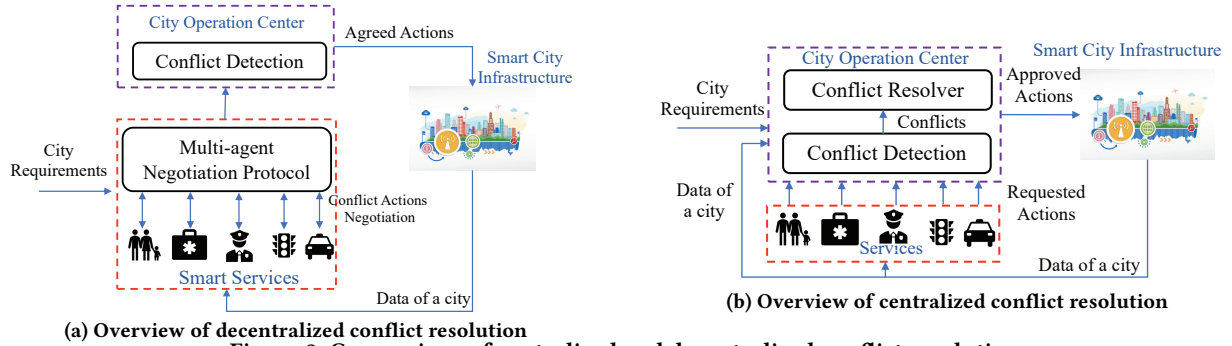 City Operation Center
Conflict Detection
Agreed Actions
Smart City
Infrastructure
City
Requirements
Multi-agent
Negotiation Protocol
Conflict Actions
Negotiation
Smart Services
Data of a city
(a) Overview of decentralized conflict resolution
Smart City Infrastructure
City Operation Center
Approved
Actions
City
Requirements
Conflict Resolver
Conflicts
Conflict Detection
Data of
a city
Requested
Actions
Services
Data of a city
(b) Overview of centralized conflict resolution